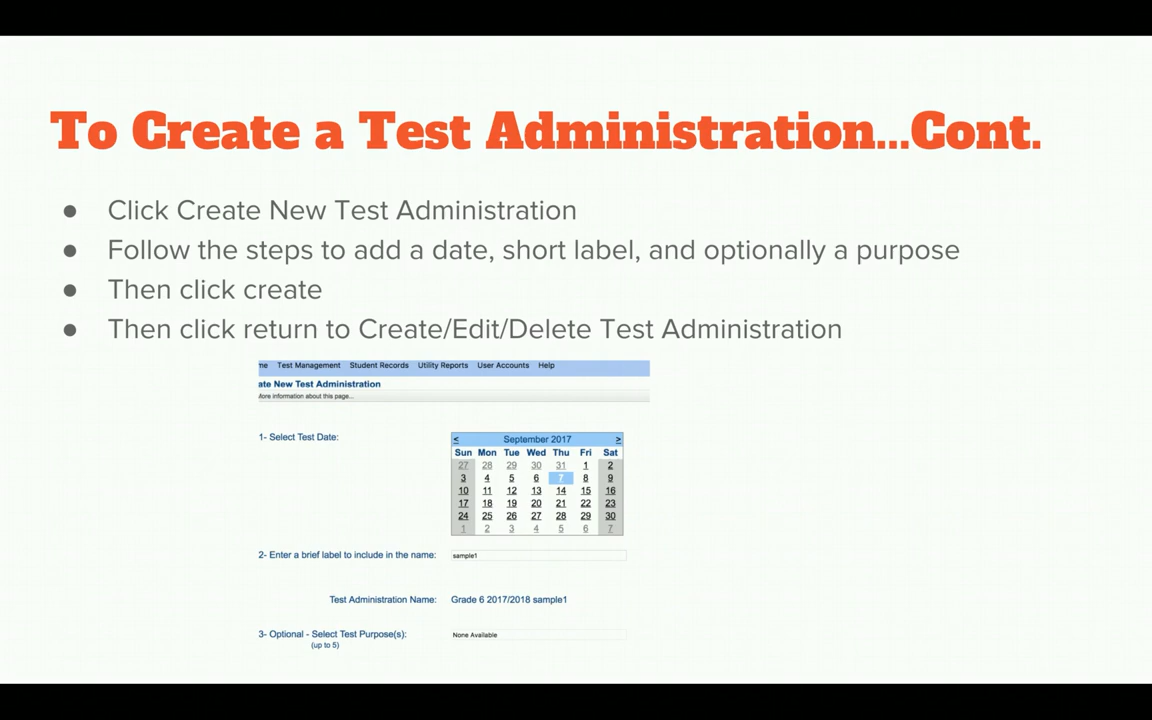 To Create a Test Administration...Cont.
● Click Create New Test Administration
● Follow the steps to add a date, short label, and optionally a purpose
● Then click create
● Then click return to Create/Edit/Delete Test Administration
me Test Management Student Records Utility Reports User Accounts Help
ate New Test Administration
More information about this page...
1- Select Test Date:
< September 2017 >
Sun Mon Tue Wed Thu Fri Sat
27 28 29 30 31 1 2
3 4 5 6 7 8 9
10 11 12 13 14 15 16
17 18 19 20 21 22 23
24 25 26 27 28 29 30
1 2 3 4 5 6 7
2- Enter a brief label to include in the name: sample1
Test Administration Name: Grade 6 2017/2018 sample1
3- Optional - Select Test Purpose(s): None Available
(up to 5)